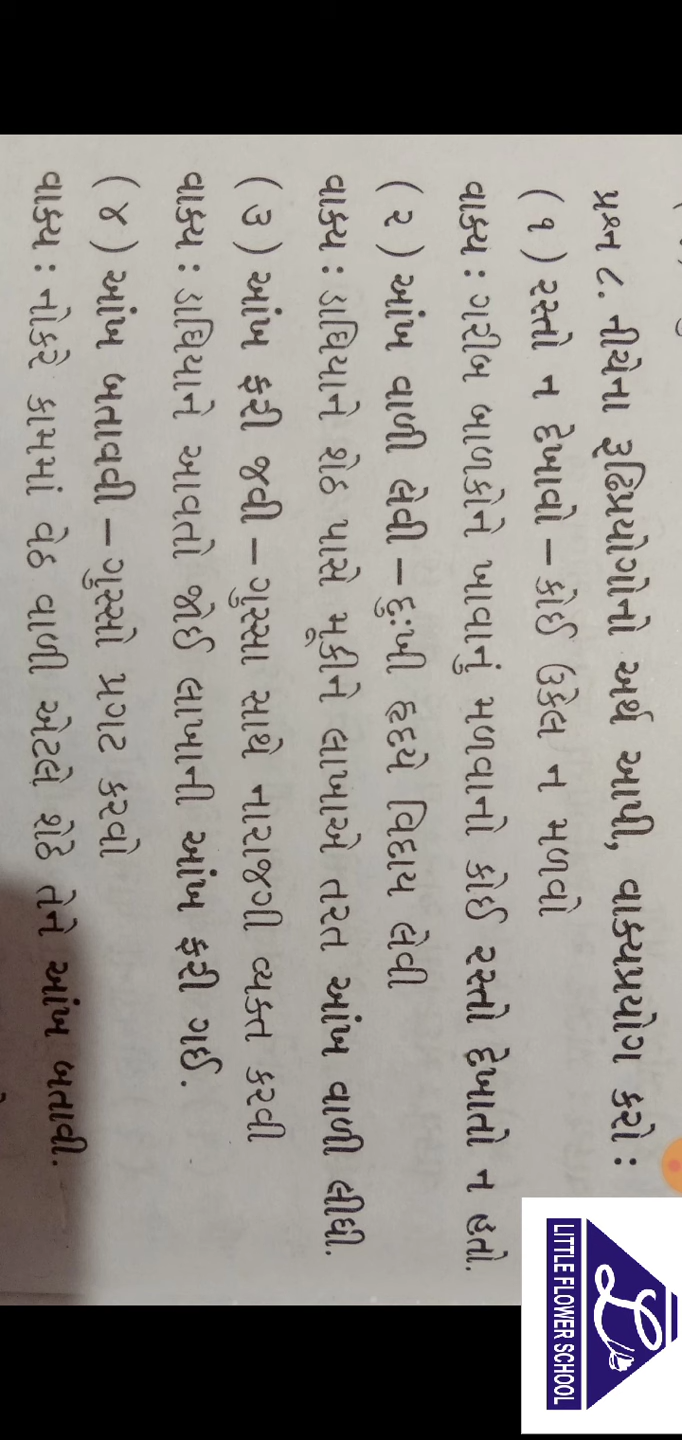 પ્રશ્ન ૮. નીચેના રૂઢિપ્રયોગોનો અર્થ આપી, વાક્યપ્રયોગ કરો :
(૧) રસ્તો ન દેખાવો – કોઈ ઉકેલ ન મળવો
વાક્ય : ગરીબ બાળકોને ખાવાનું મળવાનો કોઈ રસ્તો દેખાતો ન હતો.
(૨) આંખ વાળી લેવી – દુઃખી હૃદયે વિદાય લેવી
વાક્ય : ડાઘિયાને શેઠ પાસે મૂકીને લાખાએ તરત આંખ વાળી લીધી.
(૩) આંખ ફરી જવી – ગુસ્સા સાથે નારાજગી વ્યક્ત કરવી
વાક્ય : ડાઘિયાને આવતો જોઈ લાખાની આંખ ફરી ગઈ.
(૪) આંખ બતાવવી – ગુસ્સો પ્રગટ કરવો
વાક્ય : નોકરે કામમાં વેઠ વાળી એટલે શેઠે તેને આંખ બતાવી.
LITTLE FLOWER SCHOOL